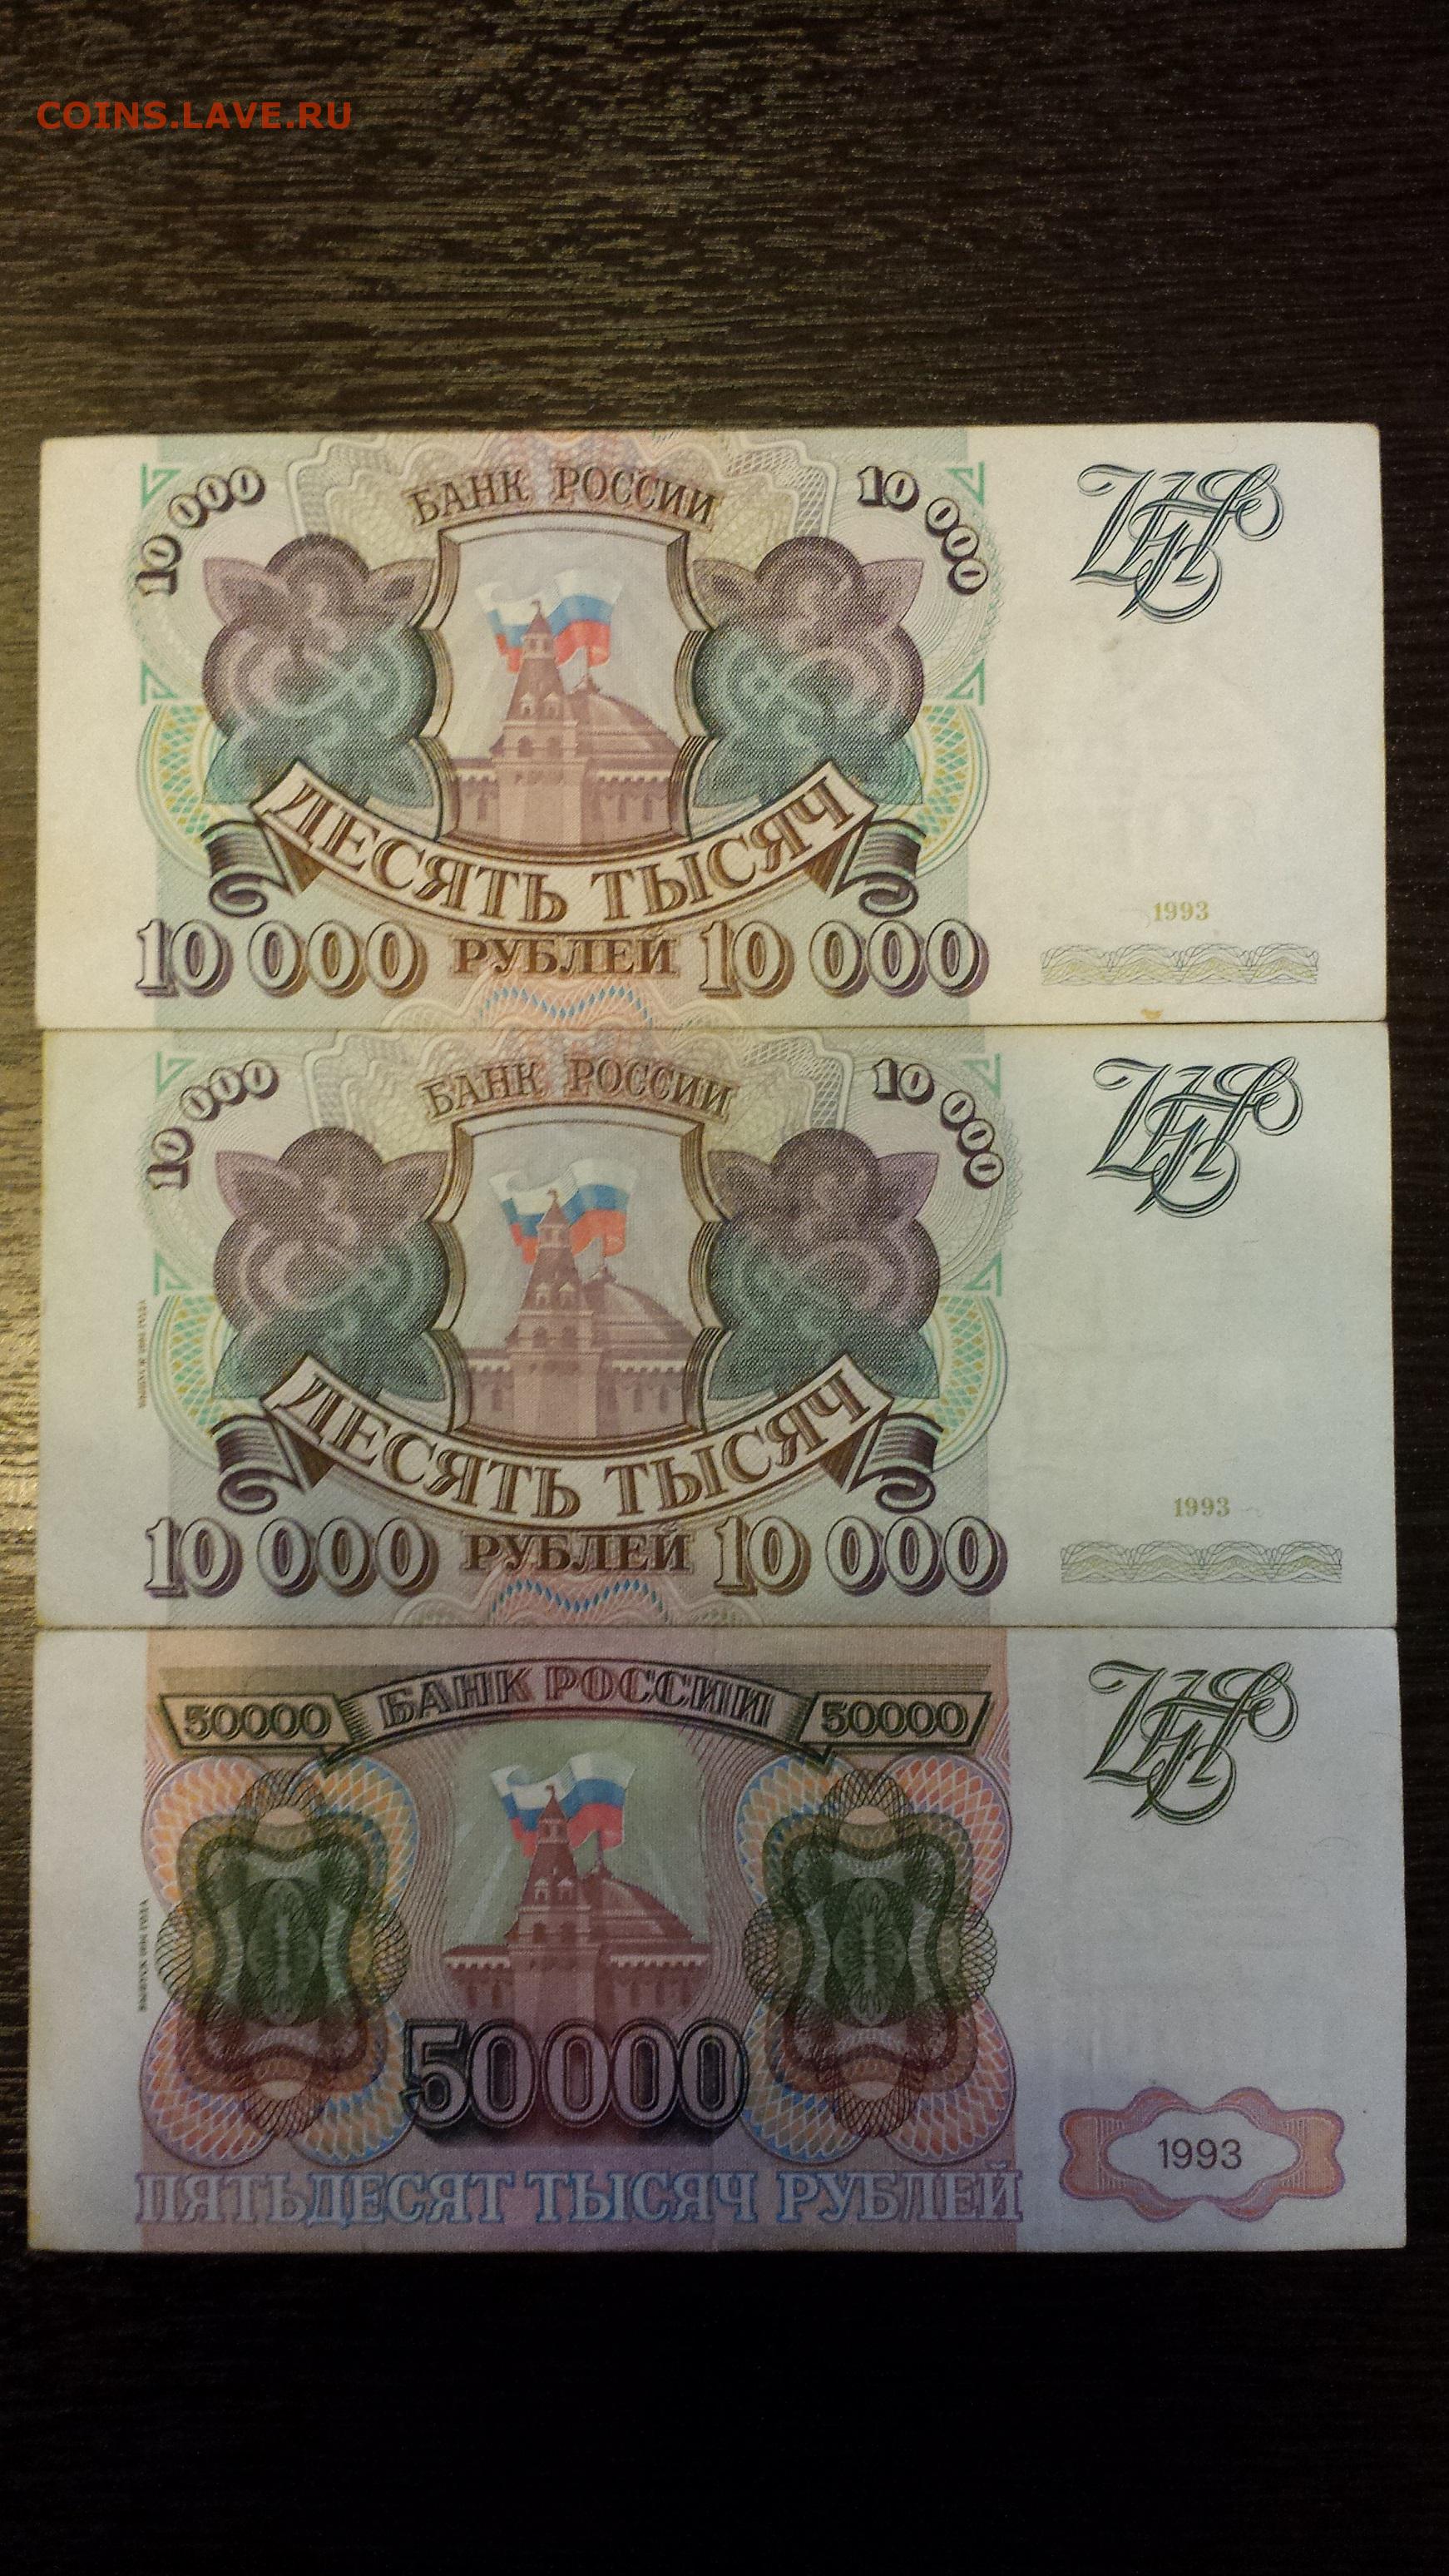 COINS.LAVE.RU
10 000 БАНК РОССИИ 10 000
ДЕСЯТЬ ТЫСЯЧ
1993
10 000 РУБЛЕЙ 10 000
10 000 БАНК РОССИИ 10 000
ДЕСЯТЬ ТЫСЯЧ
1993
10 000 РУБЛЕЙ 10 000
50000 БАНК РОССИИ 50000
50000
1993
ПЯТЬДЕСЯТ ТЫСЯЧ РУБЛЕЙ